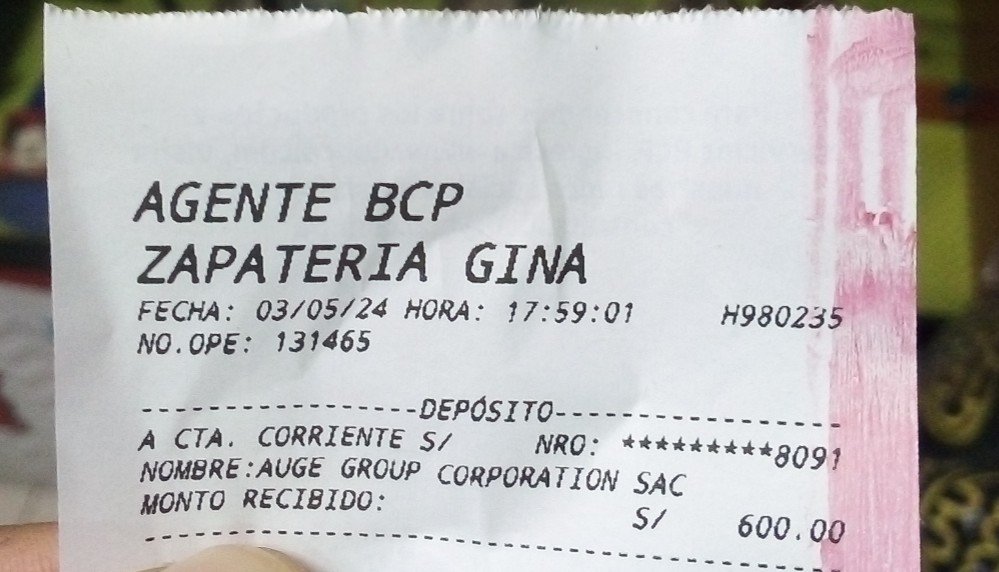 AGENTE BCP
ZAPATERIA GINA
FECHA: 03/05/24 HORA: 17:59:01 H980235
NO.OPE: 131465
-----------------DEPÓSITO-----------------
A CTA. CORRIENTE S/ NRO: *********8091
NOMBRE:AUGE GROUP CORPORATION SAC
MONTO RECIBIDO: S/ 600.00
------------------------------------------